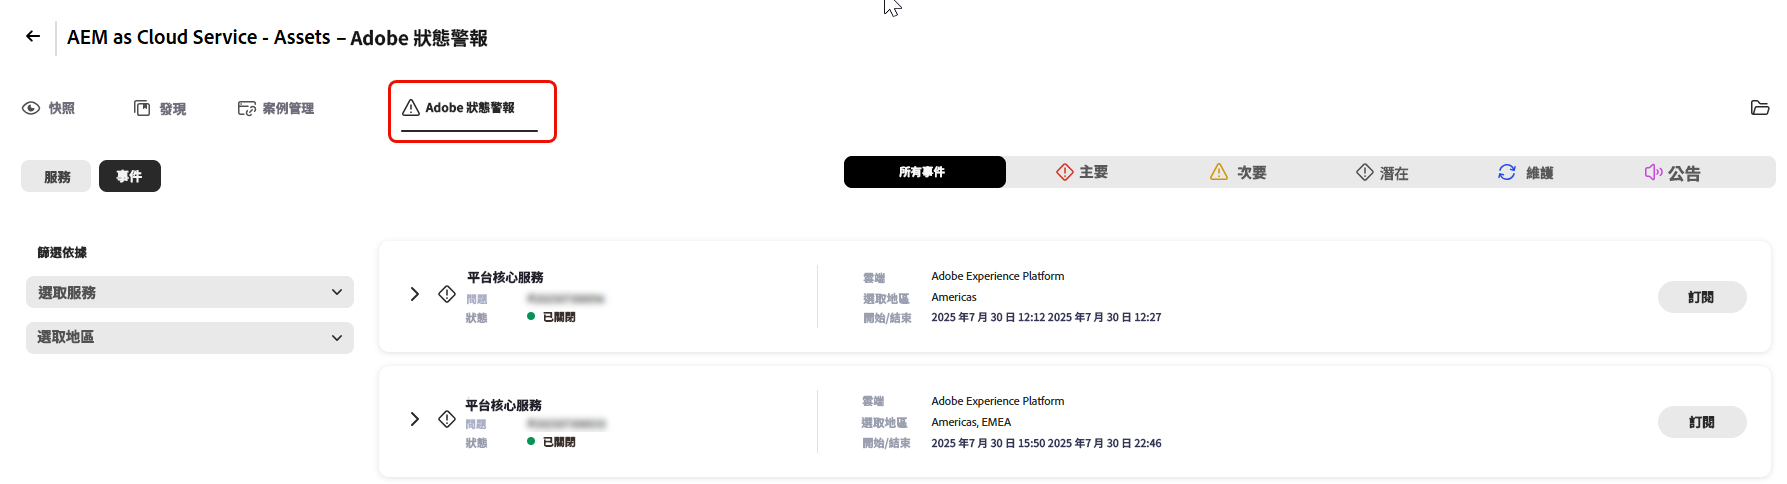 AEM as Cloud Service - Assets – Adobe 狀態警報
快照
發現
案例管理
Adobe 狀態警報
服務
事件
所有事件
主要
次要
潛在
維護
公告
篩選依據
選取服務
選取地區
平台核心服務
問題
狀態
已關閉
雲端
Adobe Experience Platform
選取地區
Americas
開始/結束
2025 年7 月 30 日 12:12 2025 年7 月 30 日 12:27
訂閱
平台核心服務
問題
狀態
已關閉
雲端
Adobe Experience Platform
選取地區
Americas, EMEA
開始/結束
2025 年7 月 30 日 15:50 2025 年7 月 30 日 22:46
訂閱